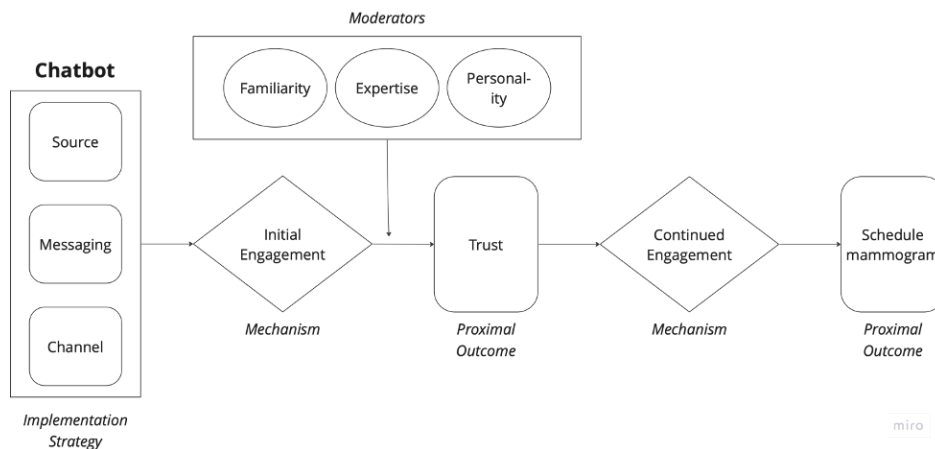 Moderators
Familiarity
Expertise
Personal-
ity
Chatbot
Source
Messaging
Channel
Implementation
Strategy
Initial
Engagement
Mechanism
Trust
Proximal
Outcome
Continued
Engagement
Mechanism
Schedule
mammogram
Proximal
Outcome
miro